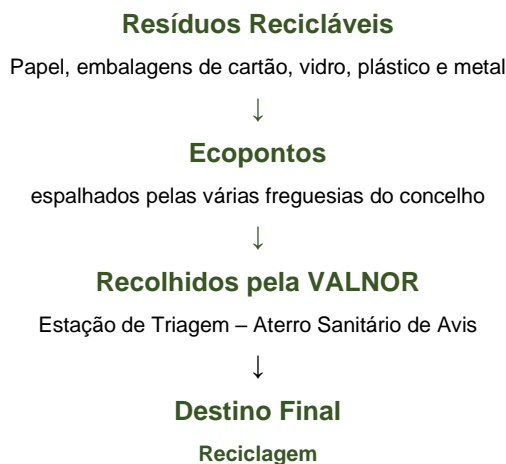 Resíduos Recicláveis
Papel, embalagens de cartão, vidro, plástico e metal
↓
Ecopontos
espalhados pelas várias freguesias do concelho
↓
Recolhidos pela VALNOR
Estação de Triagem – Aterro Sanitário de Avis
↓
Destino Final
Reciclagem